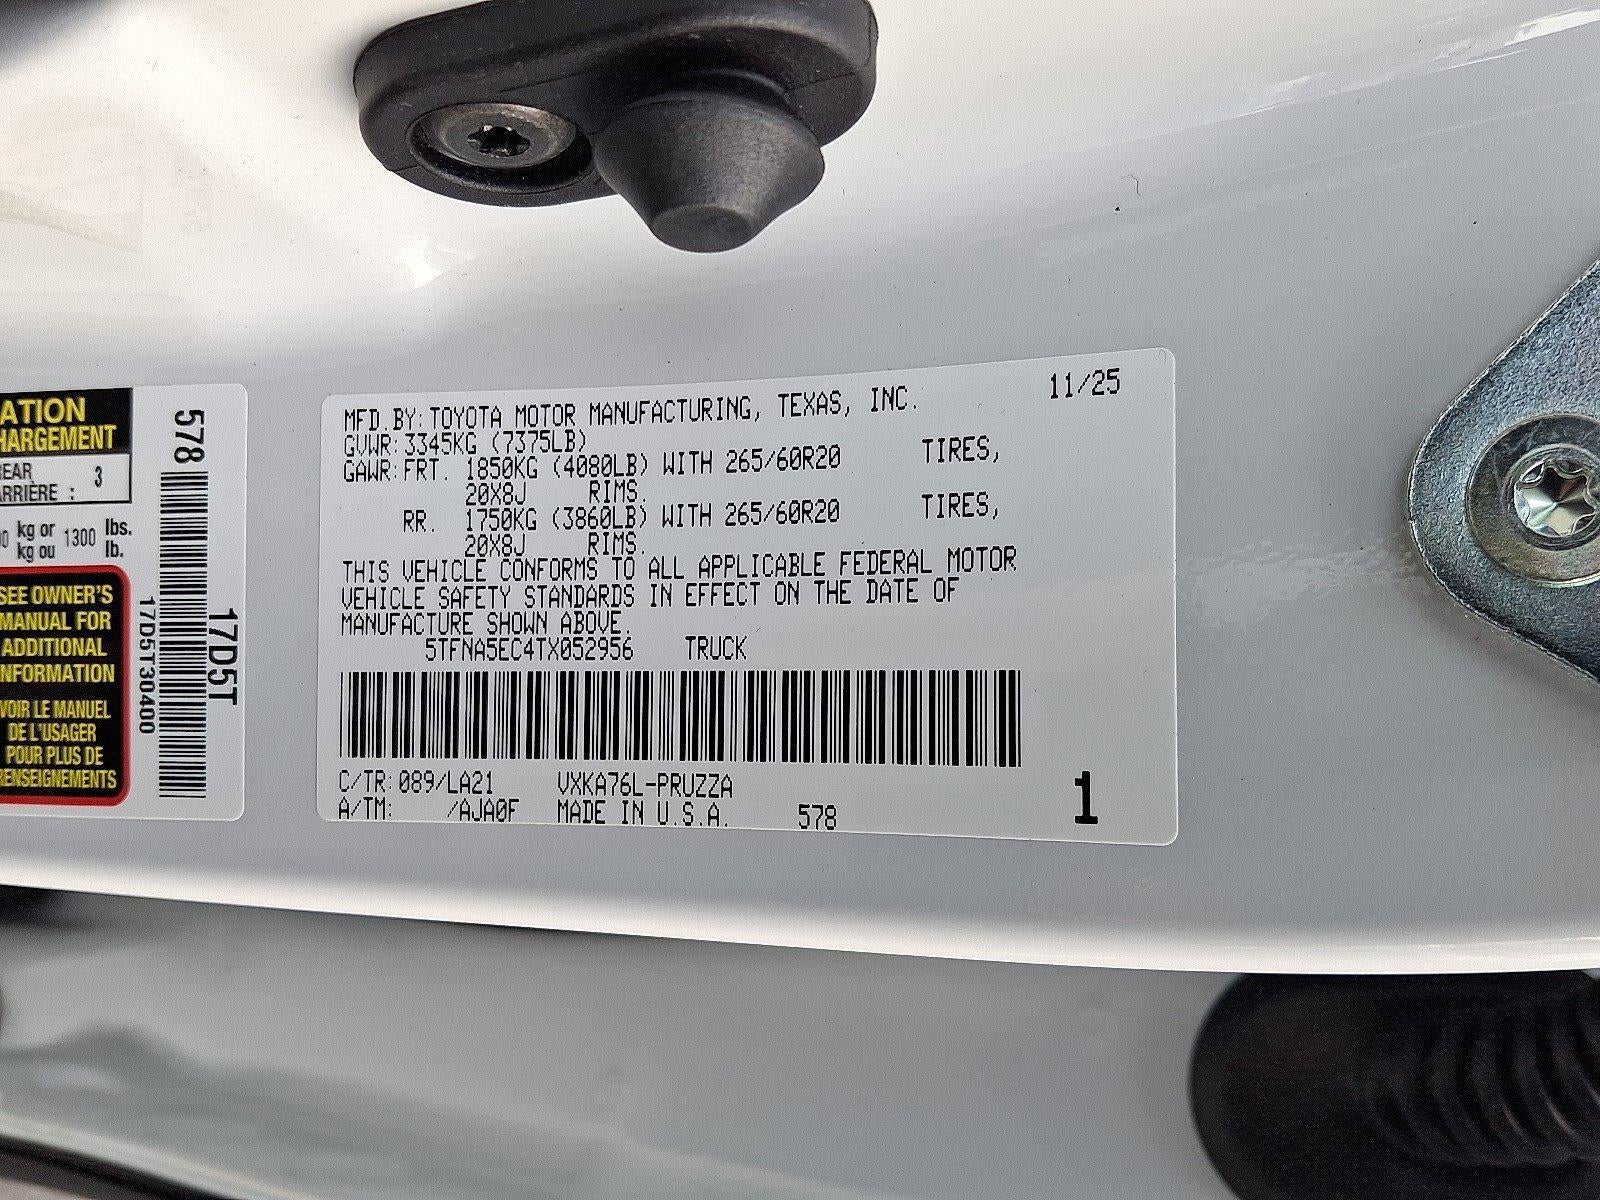 ATION
HARGEMENT
REAR
ARRIÈRE : 3
kg or 1300 lbs.
kg ou lb.
SEE OWNER'S
MANUAL FOR
ADDITIONAL
INFORMATION
VOIR LE MANUEL
DE L'USAGER
POUR PLUS DE
RENSEIGNEMENTS
578
17D5T
17D5T30400
MFD.BY:TOYOTA MOTOR MANUFACTURING, TEXAS, INC. 11/25
GVWR:3345KG (7375LB)
GAWR:FRT. 1850KG (4080LB) WITH 265/60R20 TIRES,
20X8J RIMS.
RR. 1750KG (3860LB) WITH 265/60R20 TIRES,
20X8J RIMS.
THIS VEHICLE CONFORMS TO ALL APPLICABLE FEDERAL MOTOR
VEHICLE SAFETY STANDARDS IN EFFECT ON THE DATE OF
MANUFACTURE SHOWN ABOVE.
5TFNA5EC4TX052956 TRUCK
C/TR:089/LA21 VXKA76L-PRUZZA
A/TM: /AJA0F MADE IN U.S.A. 578
1